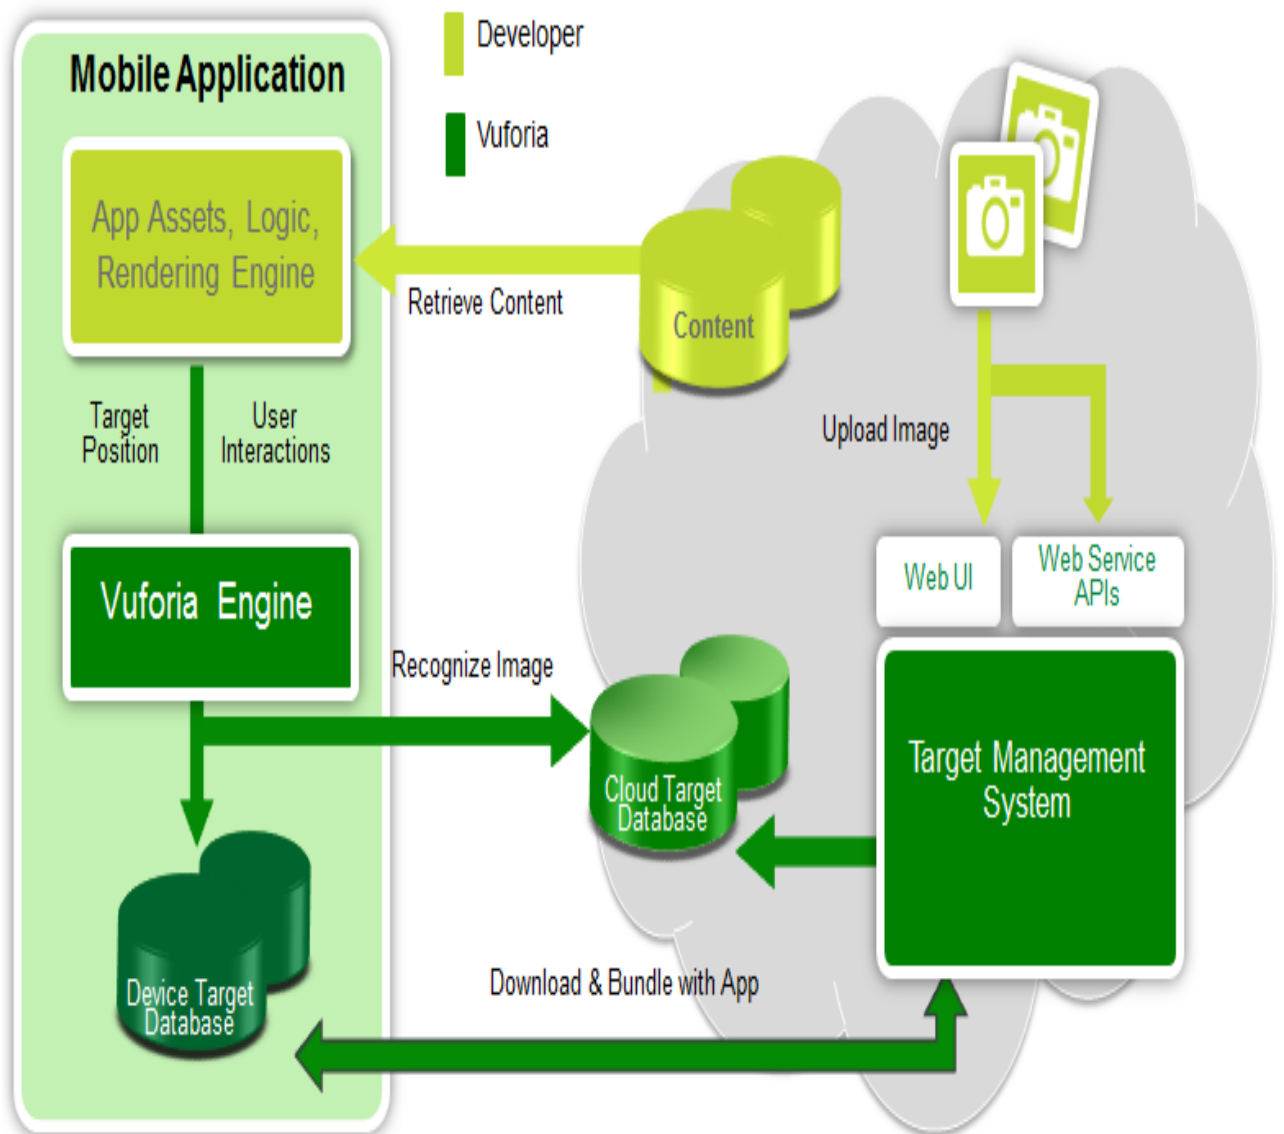 Mobile Application
Developer
Vuforia
App Assets, Logic,
Rendering Engine
Retrieve Content
Content
Target
Position
User
Interactions
Upload Image
Vuforia Engine
Web UI
Web Service
APIs
Recognize Image
Cloud Target
Database
Target Management
System
Device Target
Database
Download & Bundle with App